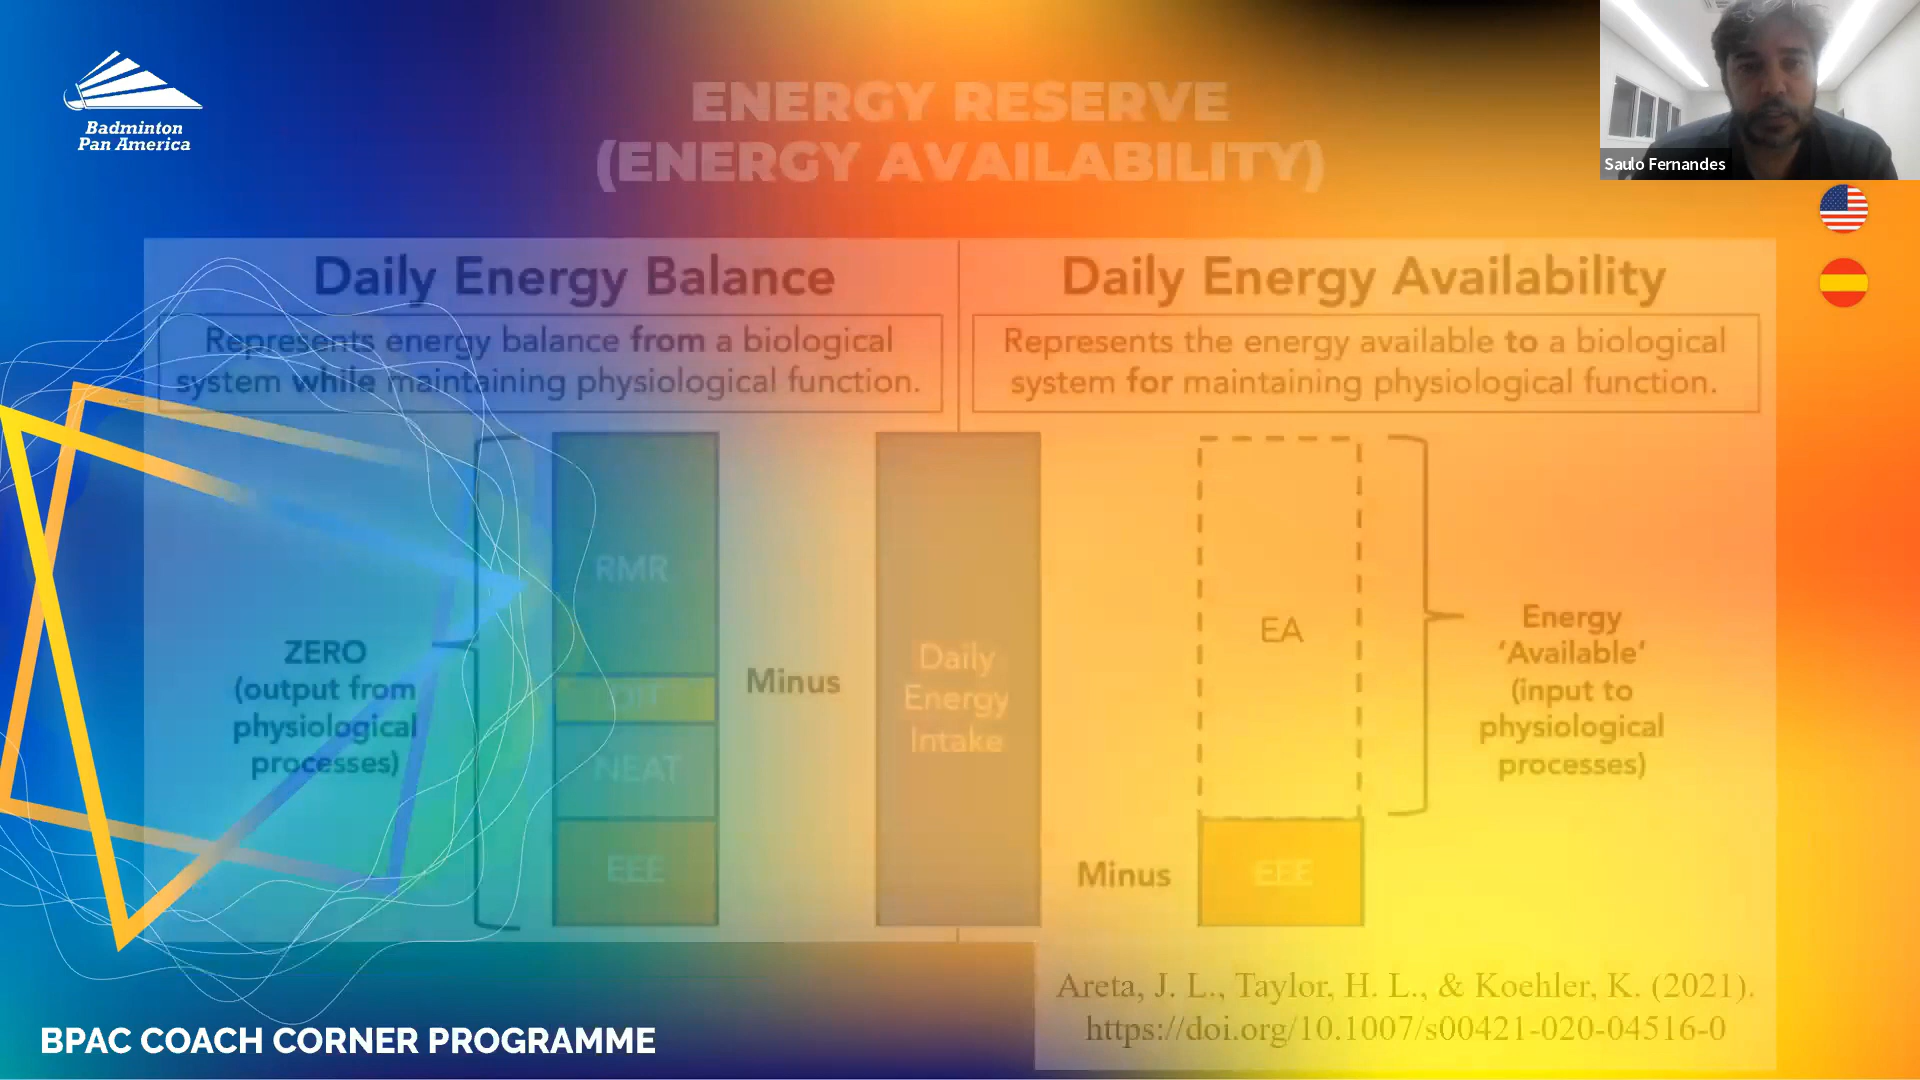 Badminton
Pan America
ENERGY RESERVE
(ENERGY AVAILABILITY)
Saulo Fernandes
Daily Energy Balance
Represents energy balance from a biological
system while maintaining physiological function.
Daily Energy Availability
Represents the energy available to a biological
system for maintaining physiological function.
ZERO
(output from
physiological
processes)
RMR
DIT
NEAT
EEE
Minus
Daily
Energy
Intake
Minus
EA
EEE
Energy
‘Available’
(input to
physiological
processes)
Areta, J. L., Taylor, H. L., & Koehler, K. (2021).
https://doi.org/10.1007/s00421-020-04516-0
BPAC COACH CORNER PROGRAMME